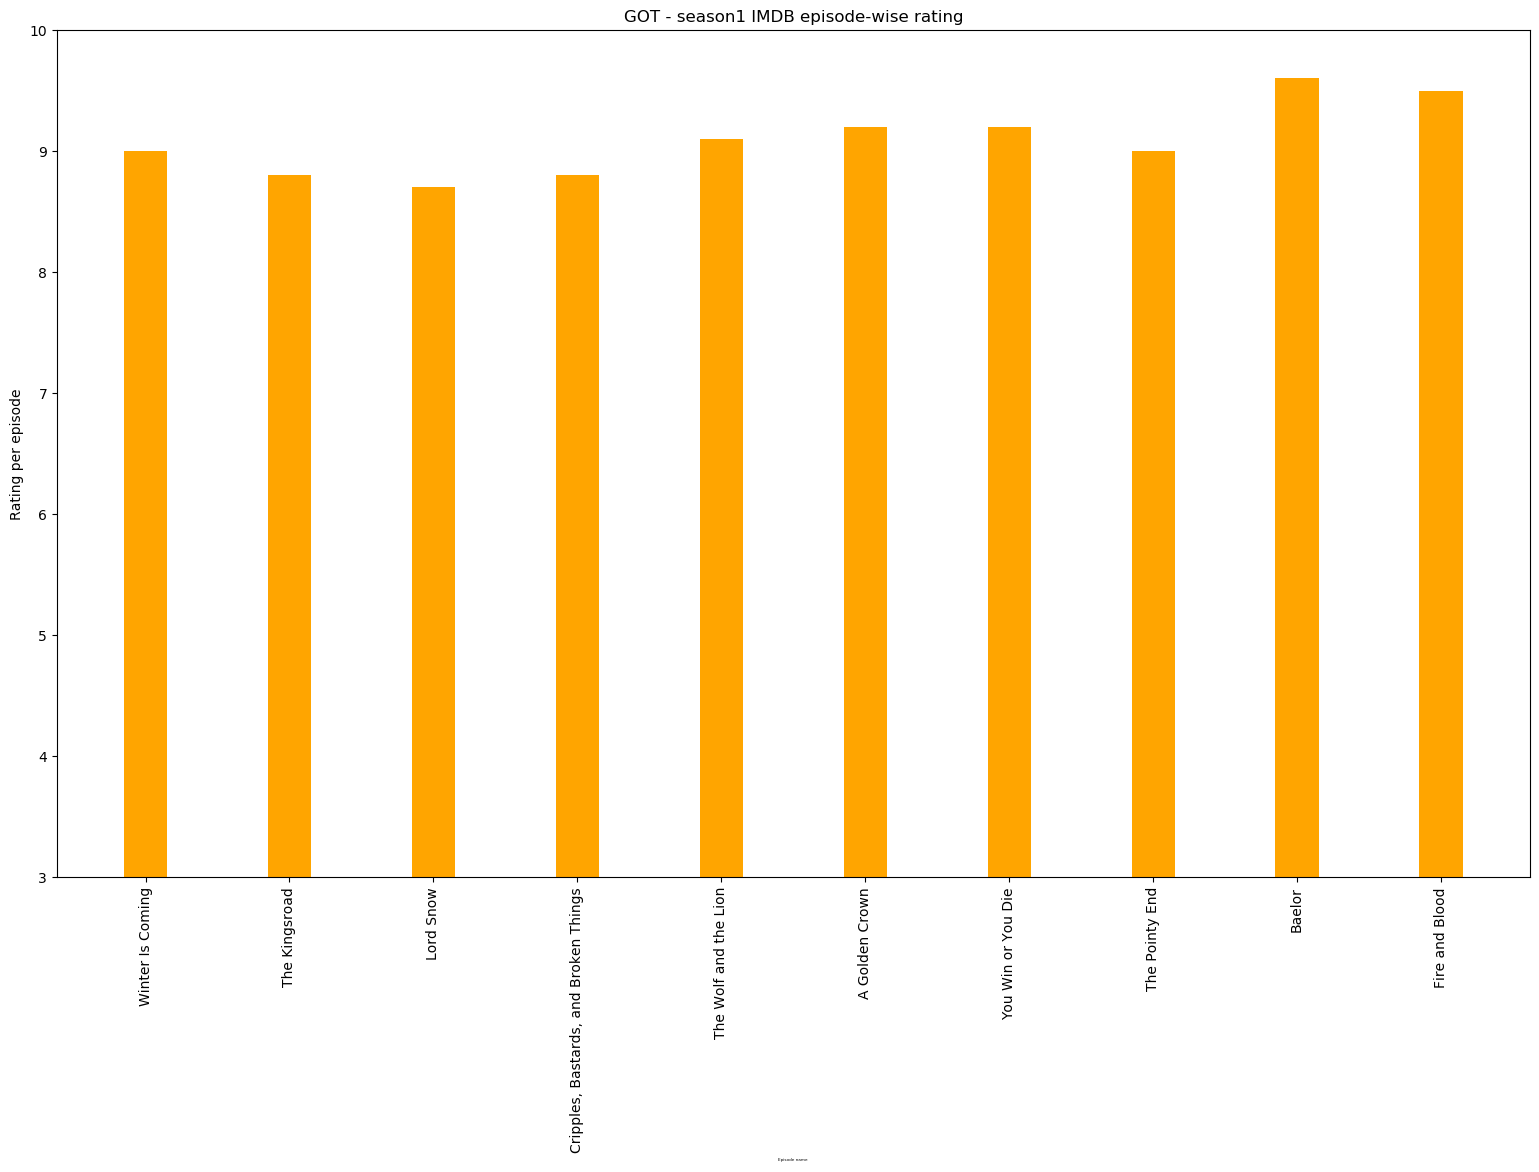 GOT - season1 IMDB episode-wise rating
10
9
8
7
6
5
4
3
Rating per episode
Winter Is Coming
The Kingsroad
Lord Snow
Cripples, Bastards, and Broken Things
The Wolf and the Lion
A Golden Crown
You Win or You Die
The Pointy End
Baelor
Fire and Blood
Episode name